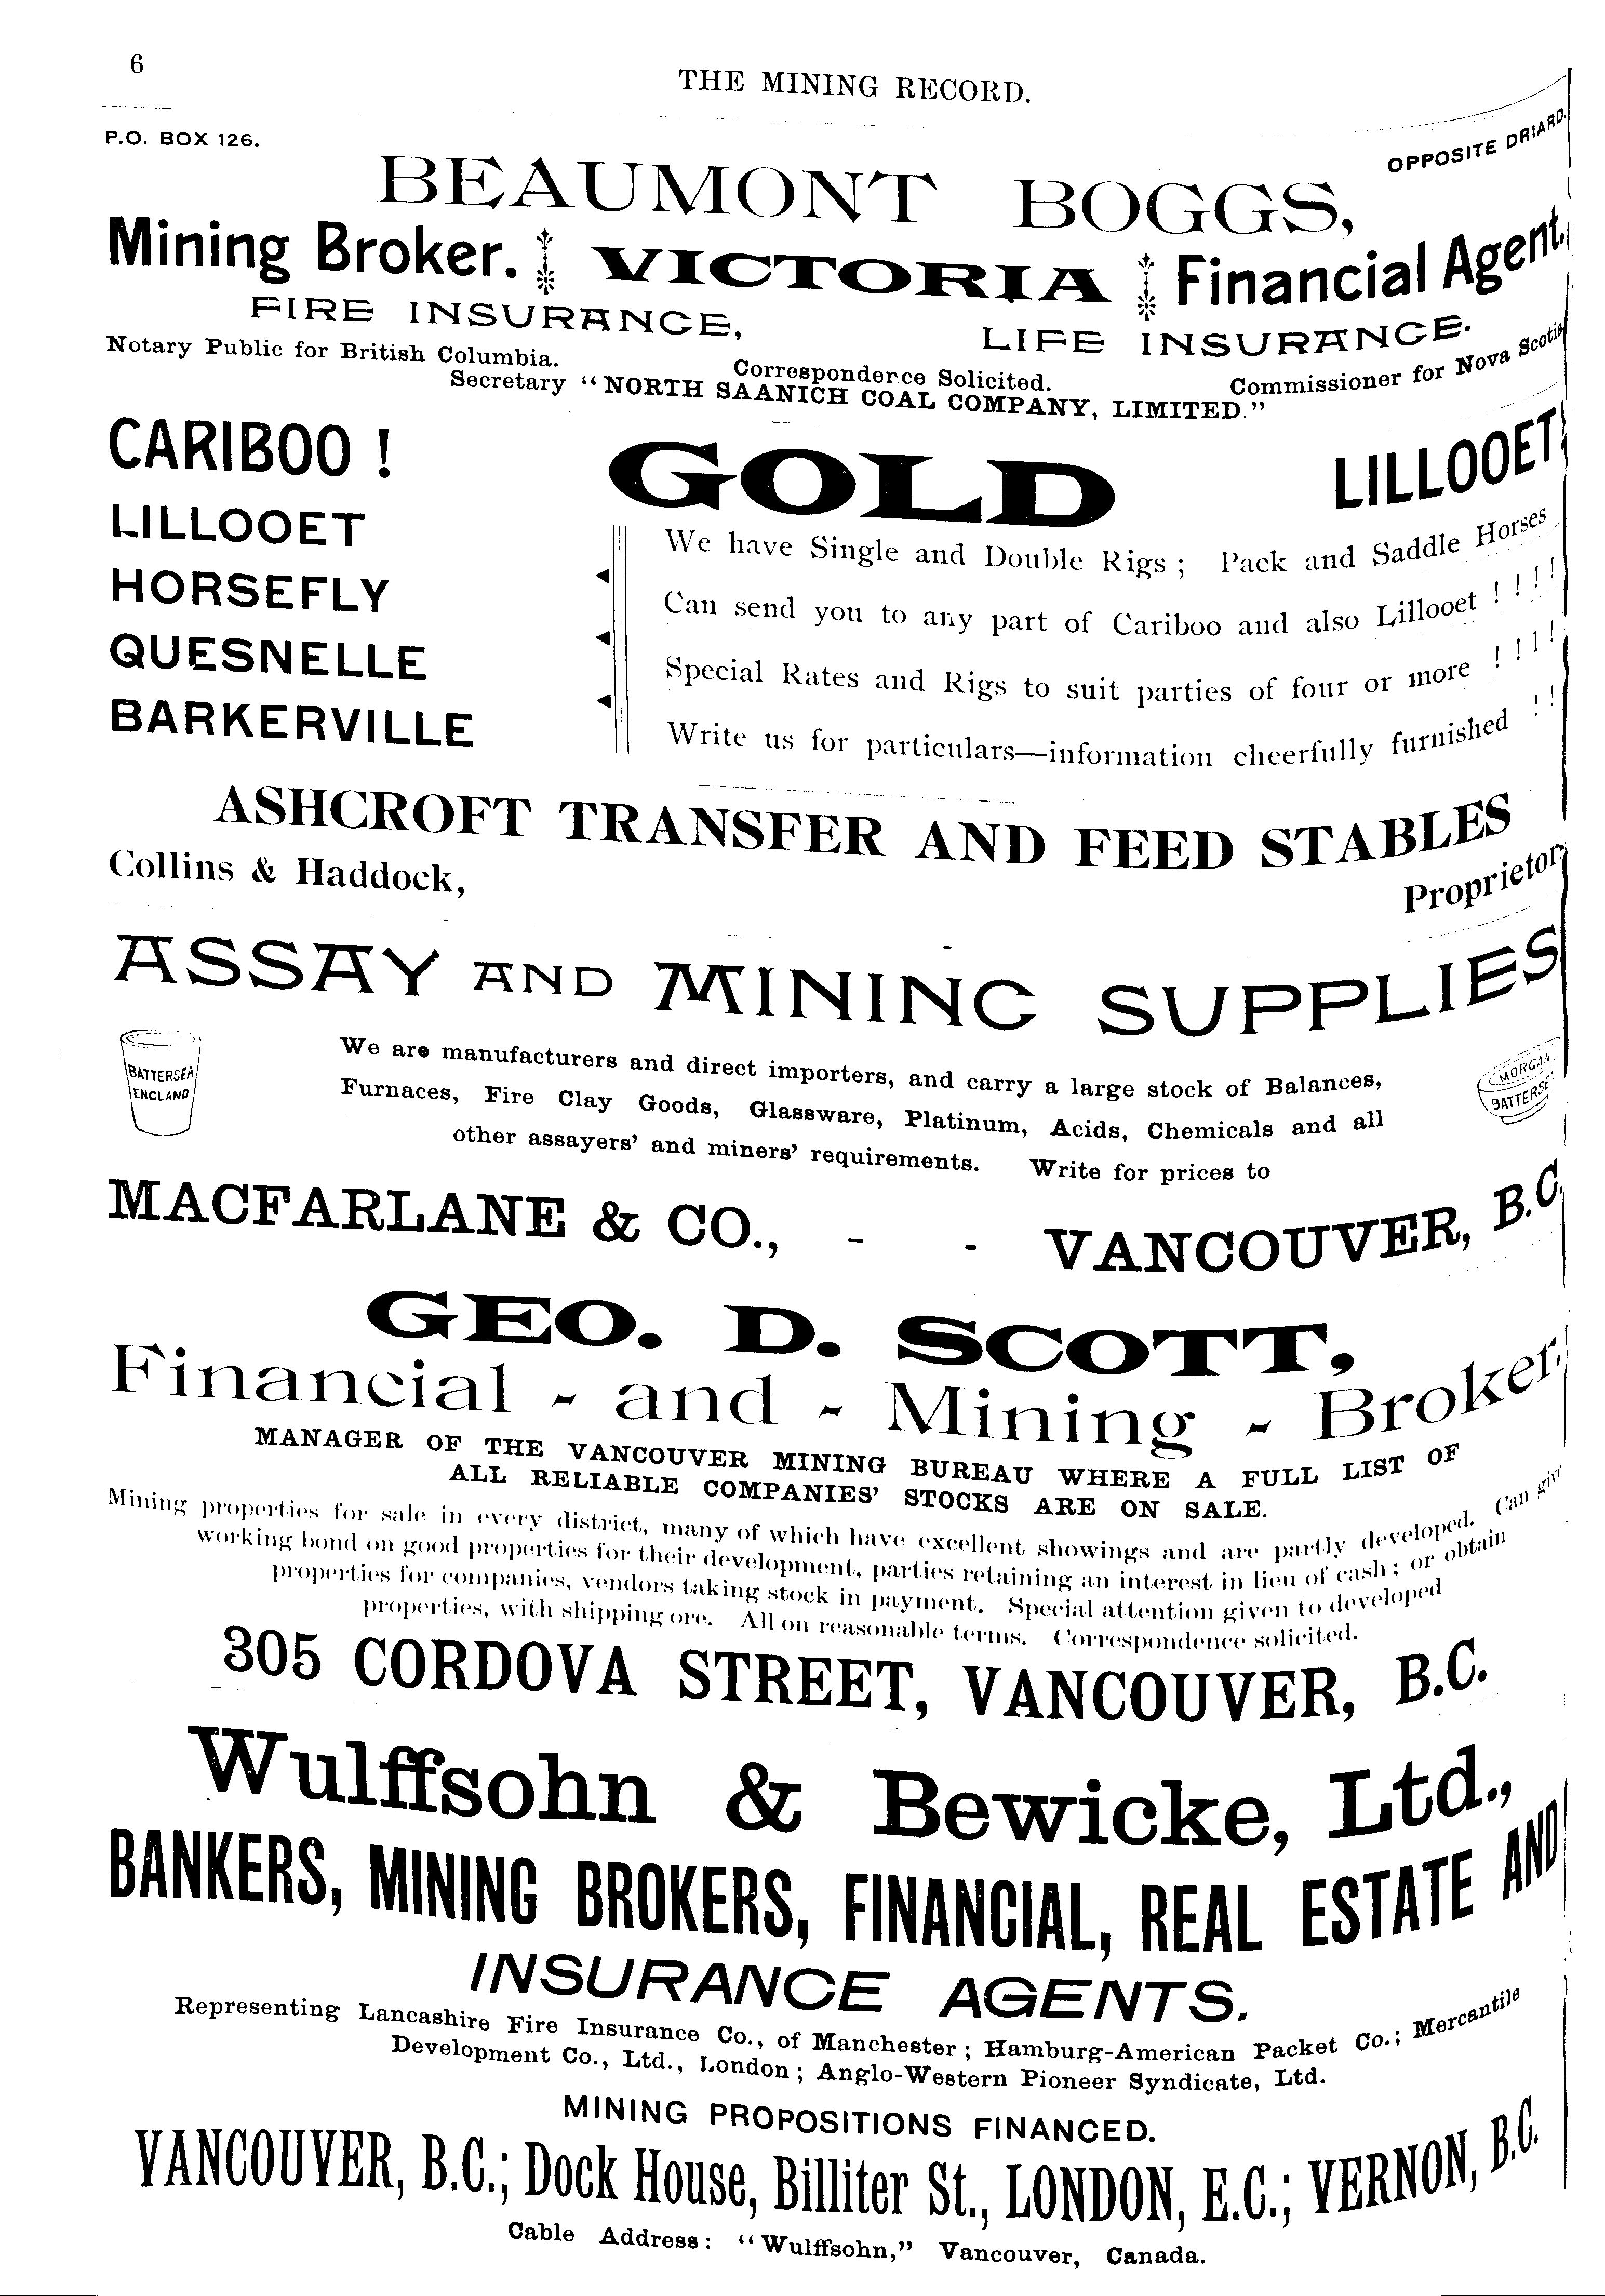 6
THE MINING RECORD.
P.O. BOX 126.
OPPOSITE DRIARD.
BEAUMONT BOGGS,
Mining Broker. VICTORIA Financial Agent.
FIRE INSURANCE, LIFE INSURANCE.
Notary Public for British Columbia. Correspondence Solicited. Commissioner for Nova Scotia
Secretary “NORTH SAANICH COAL COMPANY, LIMITED.”
CARIBOO ! GOLD LILLOOET!
LILLOOET
HORSEFLY
QUESNELLE
BARKERVILLE
We have Single and Double Rigs ; Pack and Saddle Horses
Can send you to any part of Cariboo and also Lillooet ! ! ! !
Special Rates and Rigs to suit parties of four or more ! ! 1 !
Write us for particulars—information cheerfully furnished ! !
ASHCROFT TRANSFER AND FEED STABLES
Collins & Haddock, Proprietor
ASSAY AND MINING SUPPLIES
BATTERSEA
ENGLAND
MORGAN
BATTERSE
We are manufacturers and direct importers, and carry a large stock of Balances,
Furnaces, Fire Clay Goods, Glassware, Platinum, Acids, Chemicals and all
other assayers’ and miners’ requirements. Write for prices to
MACFARLANE & CO., - - VANCOUVER, B.C.
GEO. D. SCOTT,
Financial - and - Mining - Broker.
MANAGER OF THE VANCOUVER MINING BUREAU WHERE A FULL LIST OF
ALL RELIABLE COMPANIES’ STOCKS ARE ON SALE.
Mining properties for sale in every district, many of which have excellent showings and are partly developed. Can give
working bond on good properties for their development, parties retaining an interest in lieu of cash ; or obtain
properties for companies, vendors taking stock in payment. Special attention given to developed
properties, with shipping ore. All on reasonable terms. Correspondence solicited.
305 CORDOVA STREET, VANCOUVER, B.C.
Wulffsohn & Bewicke, Ltd.,
BANKERS, MINING BROKERS, FINANCIAL, REAL ESTATE AND
INSURANCE AGENTS.
Representing Lancashire Fire Insurance Co., of Manchester ; Hamburg-American Packet Co. ; Mercantile
Development Co., Ltd., London ; Anglo-Western Pioneer Syndicate, Ltd.
MINING PROPOSITIONS FINANCED.
VANCOUVER, B.C.; Dock House, Billiter St., LONDON, E.C.; VERNON, B.C.
Cable Address: “Wulffsohn,” Vancouver, Canada.